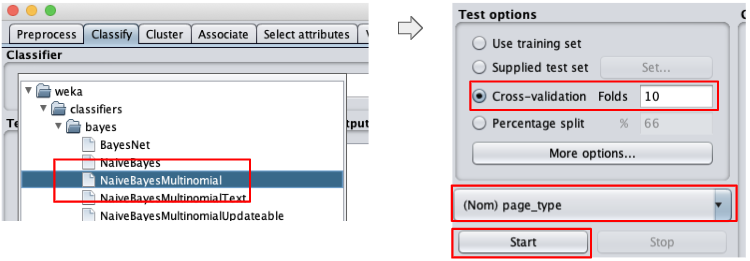 Preprocess Classify Cluster Associate Select attributes V
Classifier
weka
classifiers
bayes
Te
tput
BayesNet
NaiveBayes
NaiveBayesMultinomial
NaiveBayesMultinomialText
NaiveBayesMultinomialUpdateable
Test options
Use training set
Supplied test set Set...
Cross-validation Folds 10
Percentage split % 66
More options...
(Nom) page_type
Start Stop